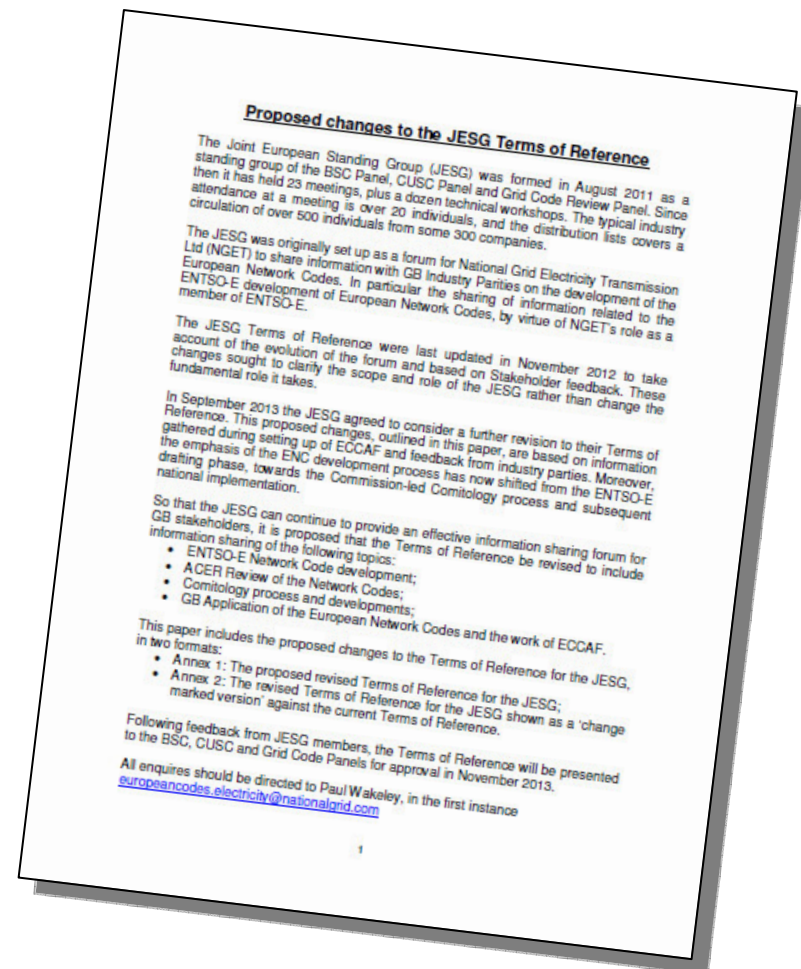 Proposed changes to the JESG Terms of Reference
The Joint European Standing Group (JESG) was formed in August 2011 as a
standing group of the BSC Panel, CUSC Panel and Grid Code Review Panel. Since
then it has held 23 meetings, plus a dozen technical workshops. The typical industry
attendance at a meeting is over 20 individuals, and the distribution lists covers a
circulation of over 500 individuals from some 300 companies.
The JESG was originally set up as a forum for National Grid Electricity Transmission
Ltd (NGET) to share information with GB Industry Parities on the development of the
European Network Codes. In particular the sharing of information related to the
ENTSO-E development of European Network Codes, by virtue of NGET's role as a
member of ENTSO-E.
The JESG Terms of Reference were last updated in November 2012 to take
account of the evolution of the forum and based on Stakeholder feedback. These
changes sought to clarify the scope and role of the JESG rather than change the
fundamental role it takes.
In September 2013 the JESG agreed to consider a further revision to their Terms of
Reference. This proposed changes, outlined in this paper, are based on information
gathered during setting up of ECCAF and feedback from industry parties. Moreover,
the emphasis of the ENC development process has now shifted from the ENTSO-E
drafting phase, towards the Commission-led Comitology process and subsequent
national implementation.
So that the JESG can continue to provide an effective information sharing forum for
GB stakeholders, it is proposed that the Terms of Reference be revised to include
information sharing of the following topics:
• ENTSO-E Network Code development;
• ACER Review of the Network Codes;
• Comitology process and developments;
• GB Application of the European Network Codes and the work of ECCAF.
This paper includes the proposed changes to the Terms of Reference for the JESG,
in two formats:
• Annex 1: The proposed revised Terms of Reference for the JESG;
• Annex 2: The revised Terms of Reference for the JESG shown as a 'change
marked version' against the current Terms of Reference.
Following feedback from JESG members, the Terms of Reference will be presented
to the BSC, CUSC and Grid Code Panels for approval in November 2013.
All enquires should be directed to Paul Wakeley, in the first instance
europeancodes.electricity@nationalgrid.com
1